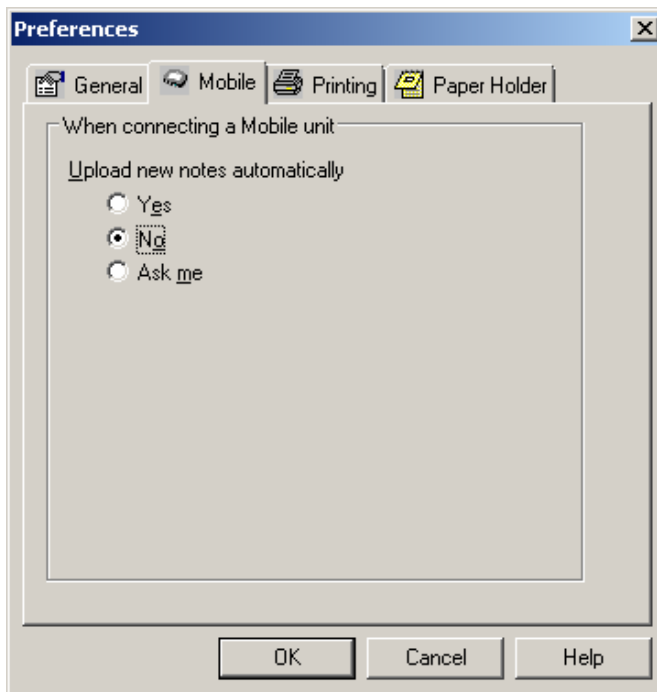 Preferences
General Mobile Printing Paper Holder
When connecting a Mobile unit
Upload new notes automatically
Yes
No
Ask me
OK Cancel Help